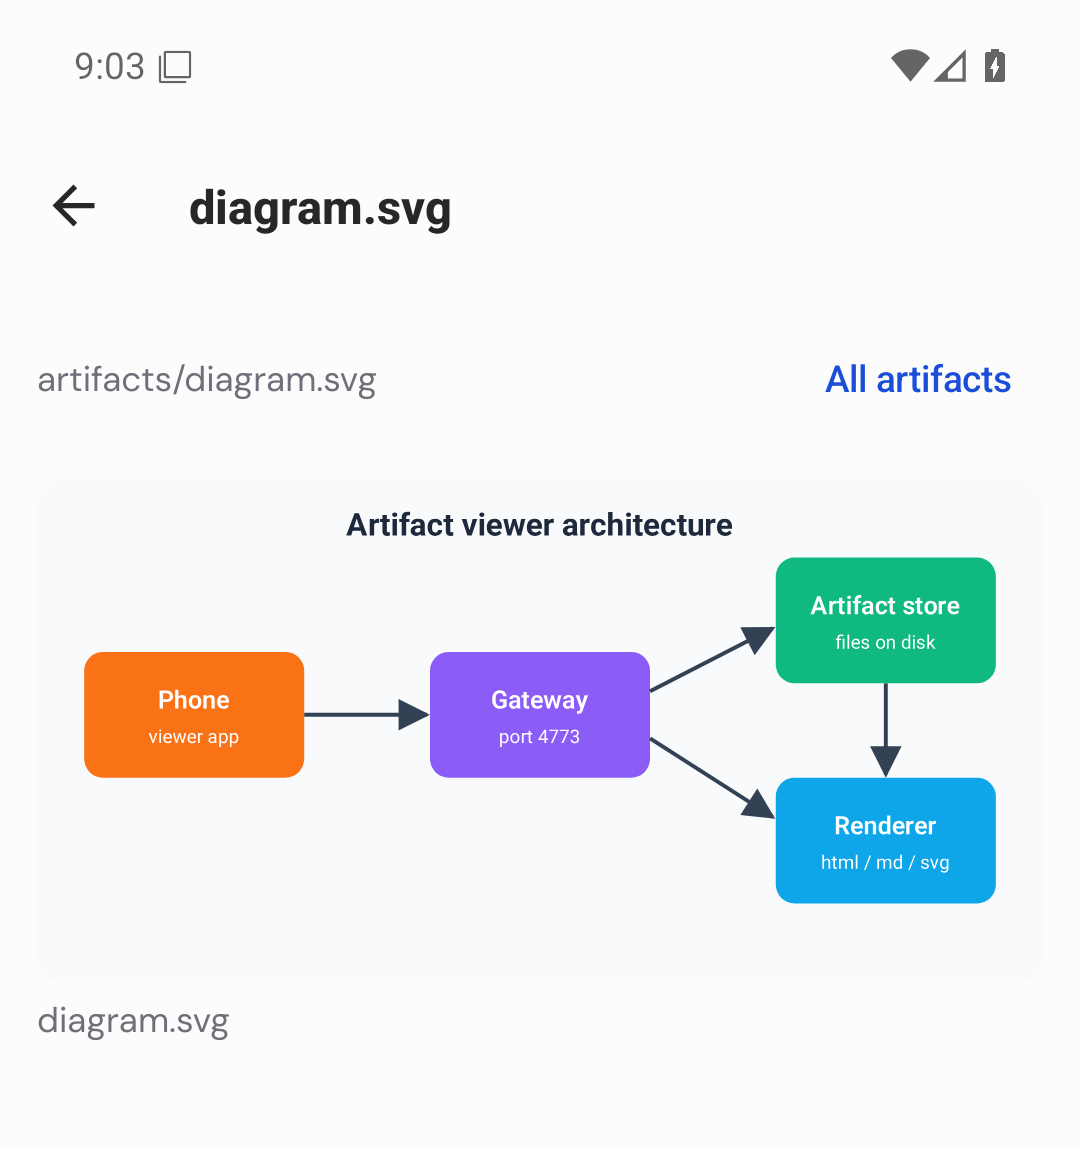 9:03
diagram.svg
artifacts/diagram.svg
All artifacts
Artifact viewer architecture
Artifact store
files on disk
Phone
viewer app
Gateway
port 4773
Renderer
html / md / svg
diagram.svg